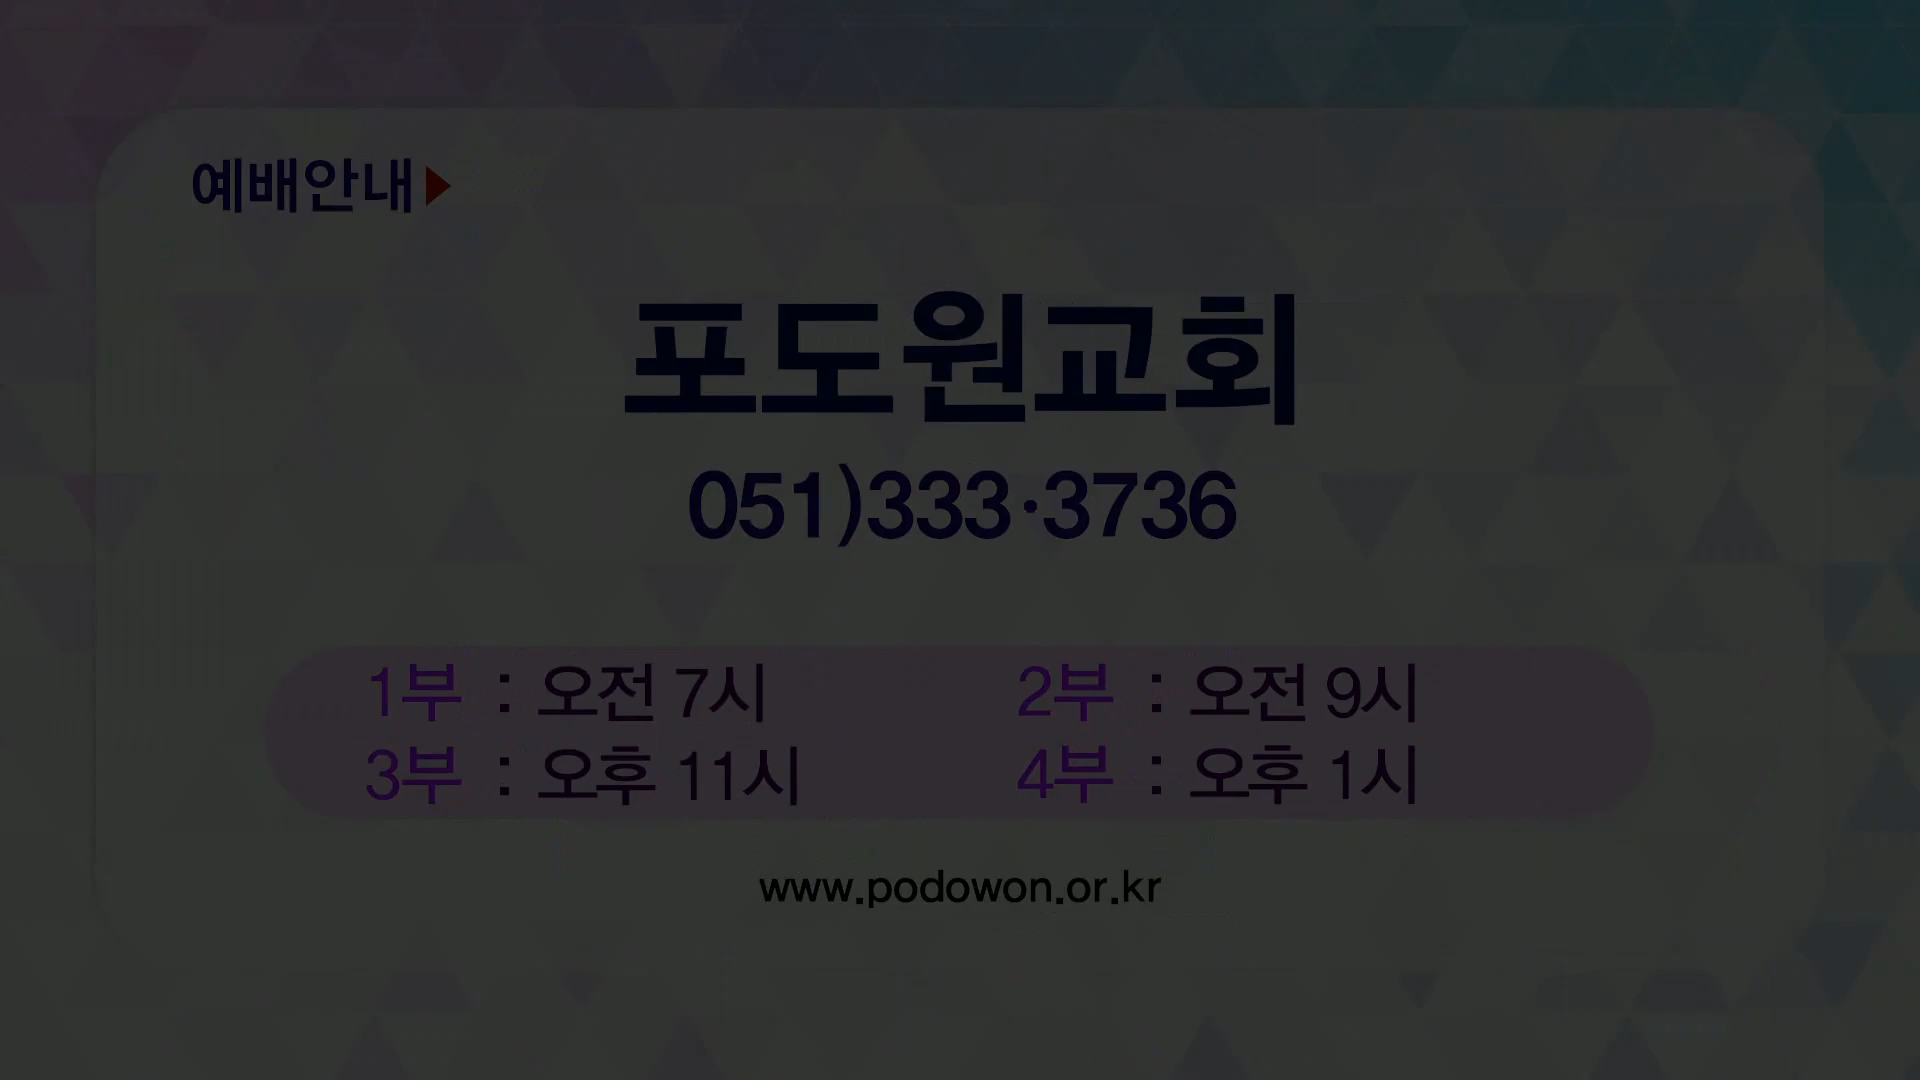 예배안내
포도원교회
051)333·3736
1부 : 오전 7시 2부 : 오전 9시
3부 : 오후 11시 4부 : 오후 1시
www.podowon.or.kr